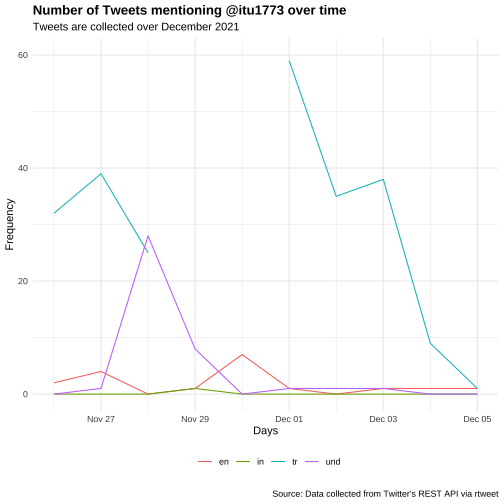 Number of Tweets mentioning @itu1773 over time
Tweets are collected over December 2021
60
40
20
0
Frequency
Nov 27 Nov 29 Dec 01 Dec 03 Dec 05
Days
en in tr und
Source: Data collected from Twitter's REST API via rtweet